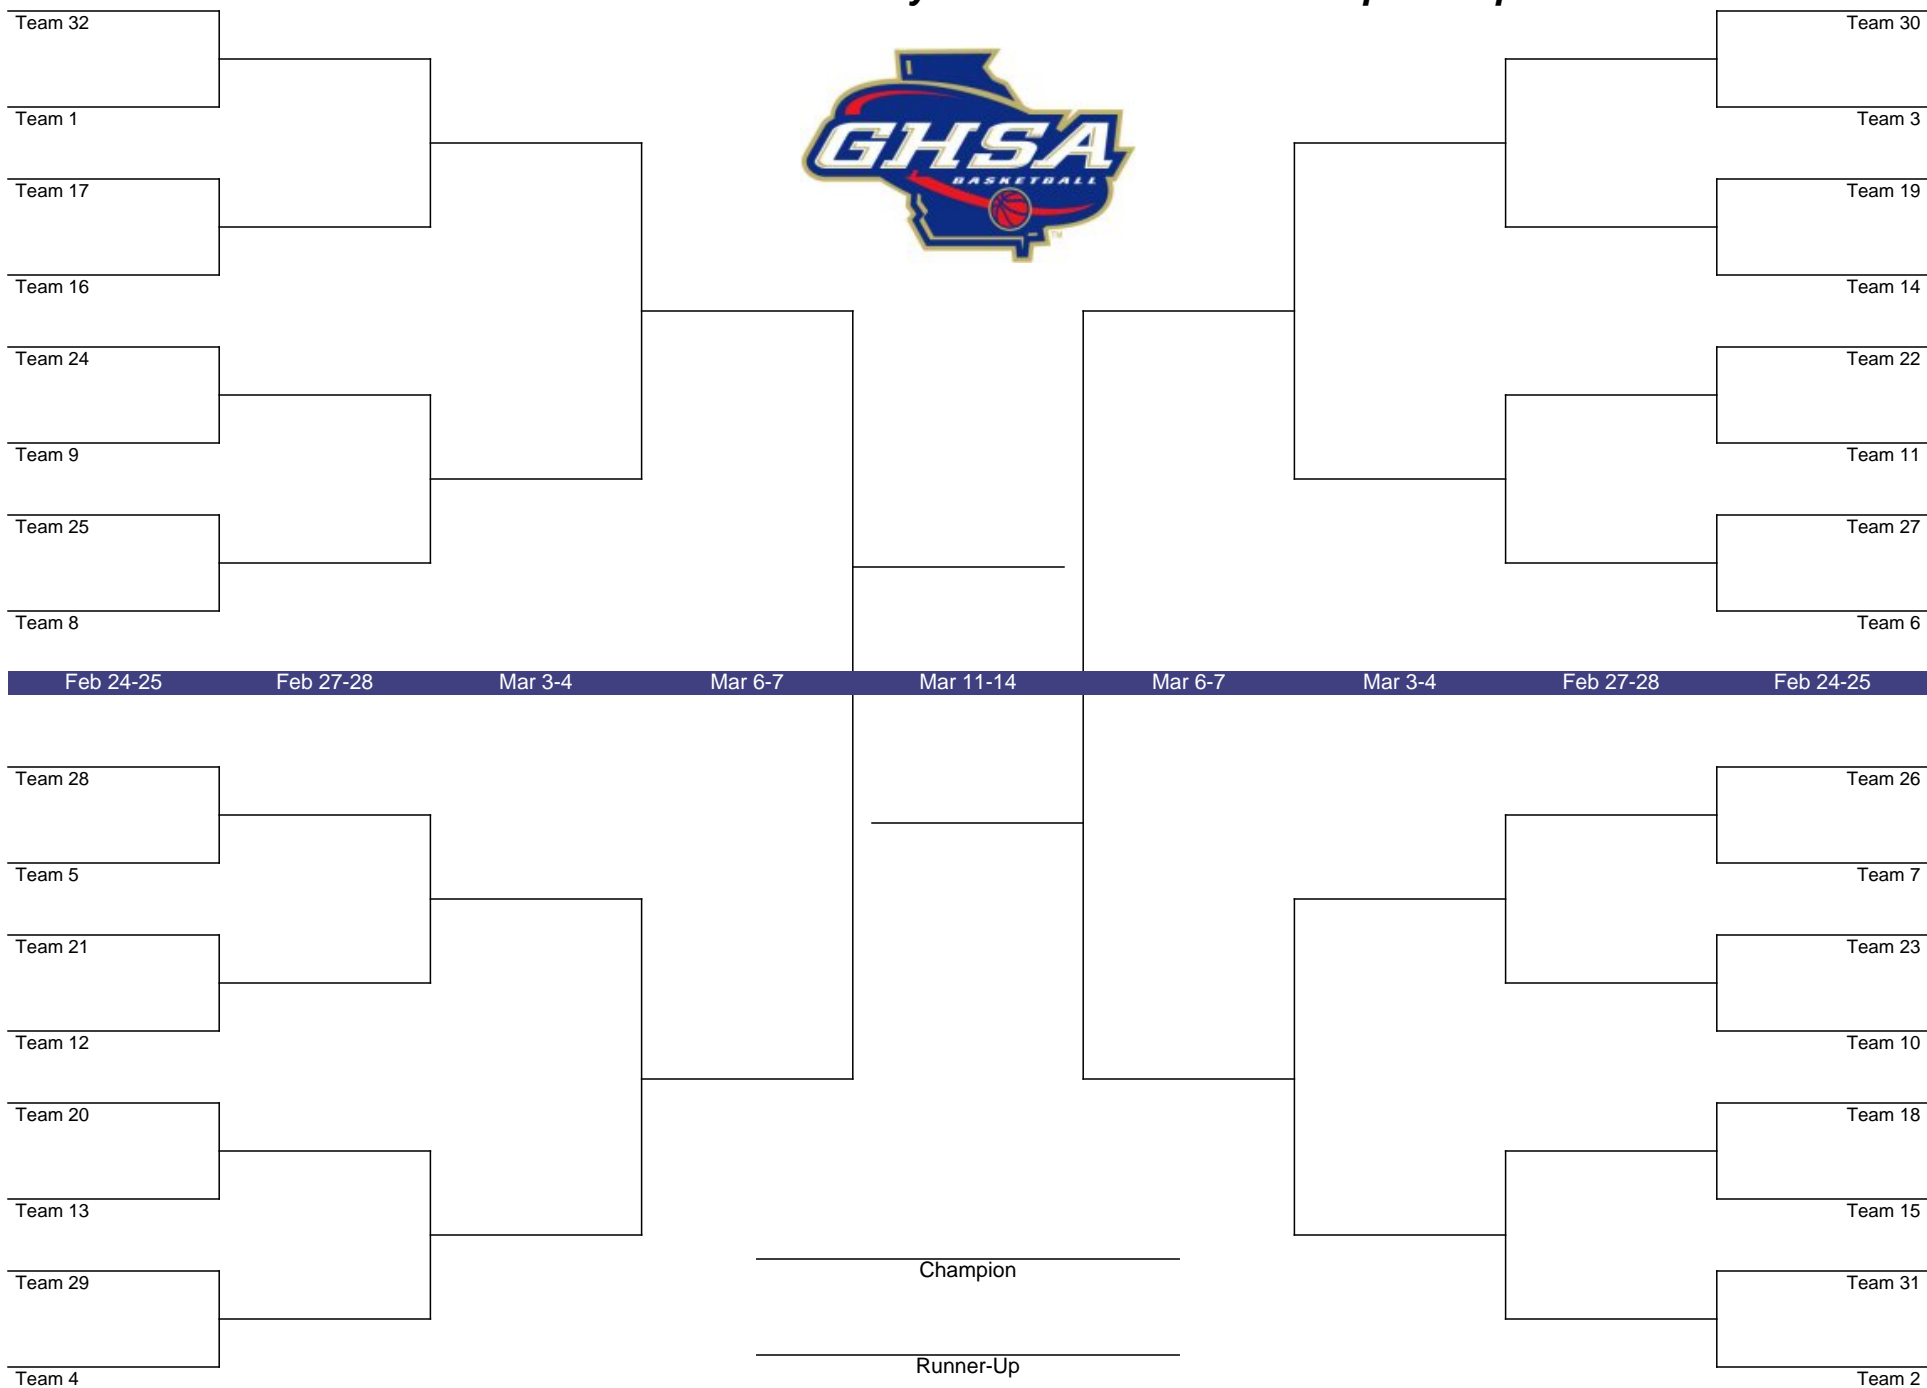 Team 32
Team 1
Team 17
Team 16
Team 24
Team 9
Team 25
Team 8
GHSA
BASKETBALL
TM
Team 30
Team 3
Team 19
Team 14
Team 22
Team 11
Team 27
Team 6
Feb 24-25 Feb 27-28 Mar 3-4 Mar 6-7 Mar 11-14 Mar 6-7 Mar 3-4 Feb 27-28 Feb 24-25
Team 28
Team 5
Team 21
Team 12
Team 20
Team 13
Team 29
Team 4
Champion
Runner-Up
Team 26
Team 7
Team 23
Team 10
Team 18
Team 15
Team 31
Team 2